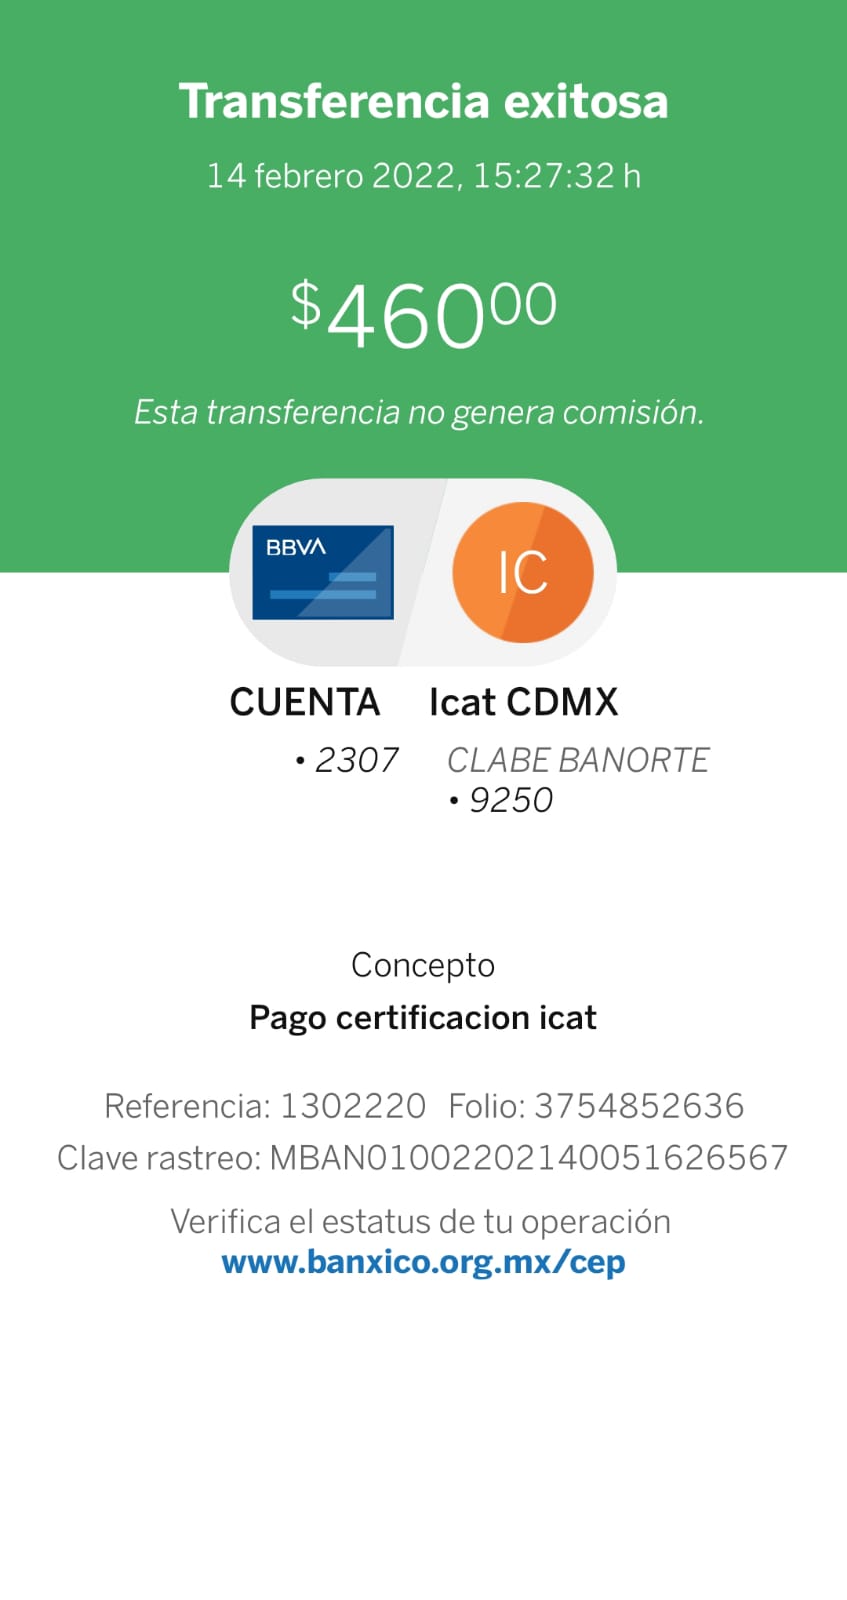 Transferencia exitosa
14 febrero 2022, 15:27:32 h
$460⁰⁰
Esta transferencia no genera comisión.
BBVA
IC
CUENTA
• 2307
Icat CDMX
CLABE BANORTE
• 9250
Concepto
Pago certificacion icat
Referencia: 1302220 Folio: 3754852636
Clave rastreo: MBAN01002202140051626567
Verifica el estatus de tu operación
www.banxico.org.mx/cep